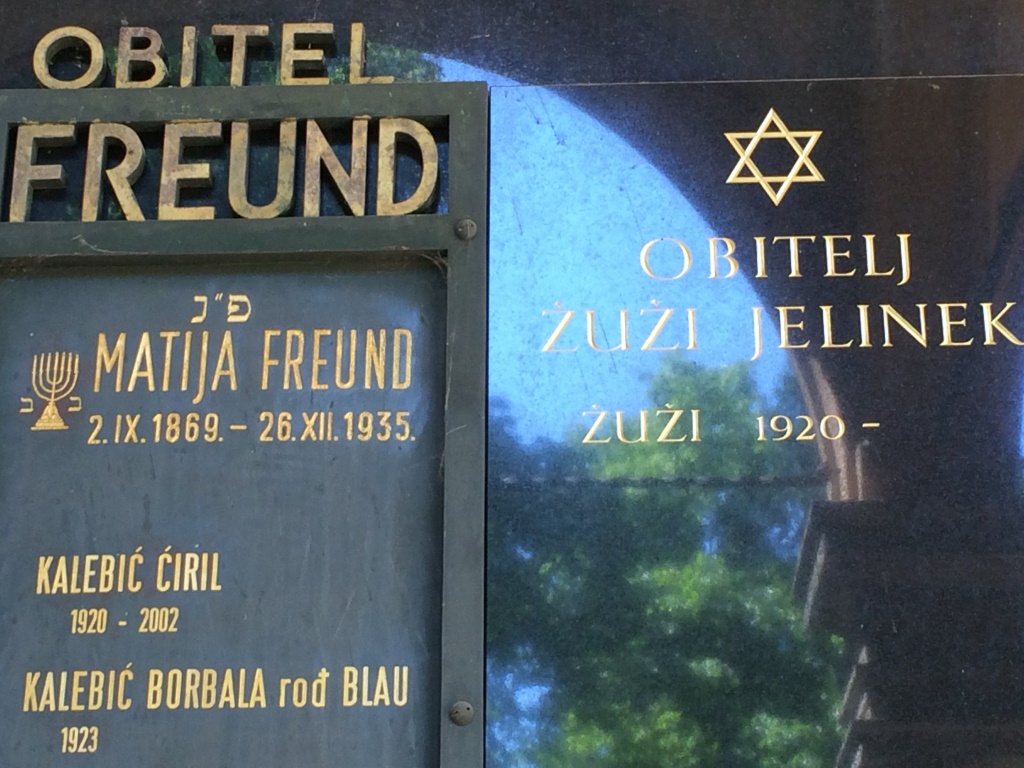 OBITEL
FREUND
פ״נ
MATIJA FREUND
2.IX.1869.– 26.XII.1935.
KALEBIĆ ĆIRIL
1920 - 2002
KALEBIĆ BORBALA rođ BLAU
1923
OBITELJ
ŽUŽI JELINEK
ŽUŽI 1920 –